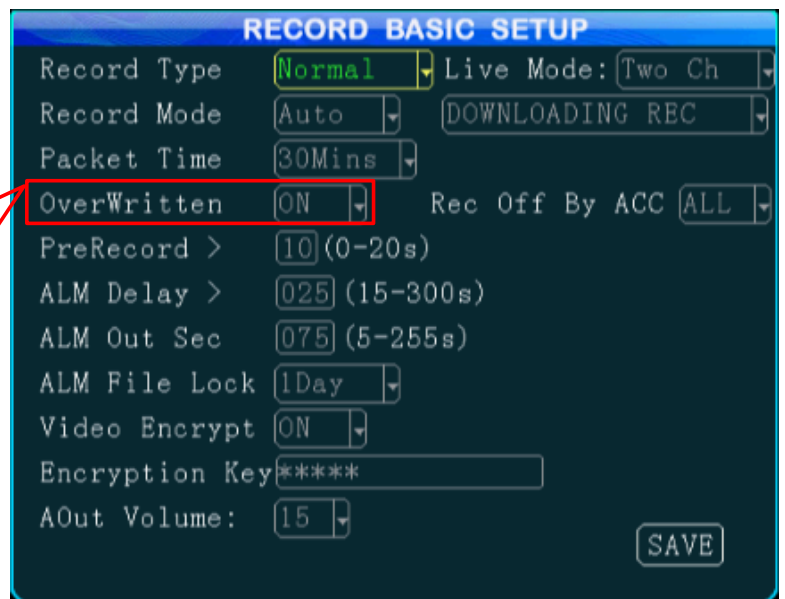 RECORD BASIC SETUP
Record Type Normal Live Mode: Two Ch
Record Mode Auto DOWNLOADING REC
Packet Time 30Mins
OverWritten ON Rec Off By ACC ALL
PreRecord > 10 (0-20s)
ALM Delay > 025 (15-300s)
ALM Out Sec 075 (5-255s)
ALM File Lock 1Day
Video Encrypt ON
Encryption Key *****
AOut Volume: 15
SAVE